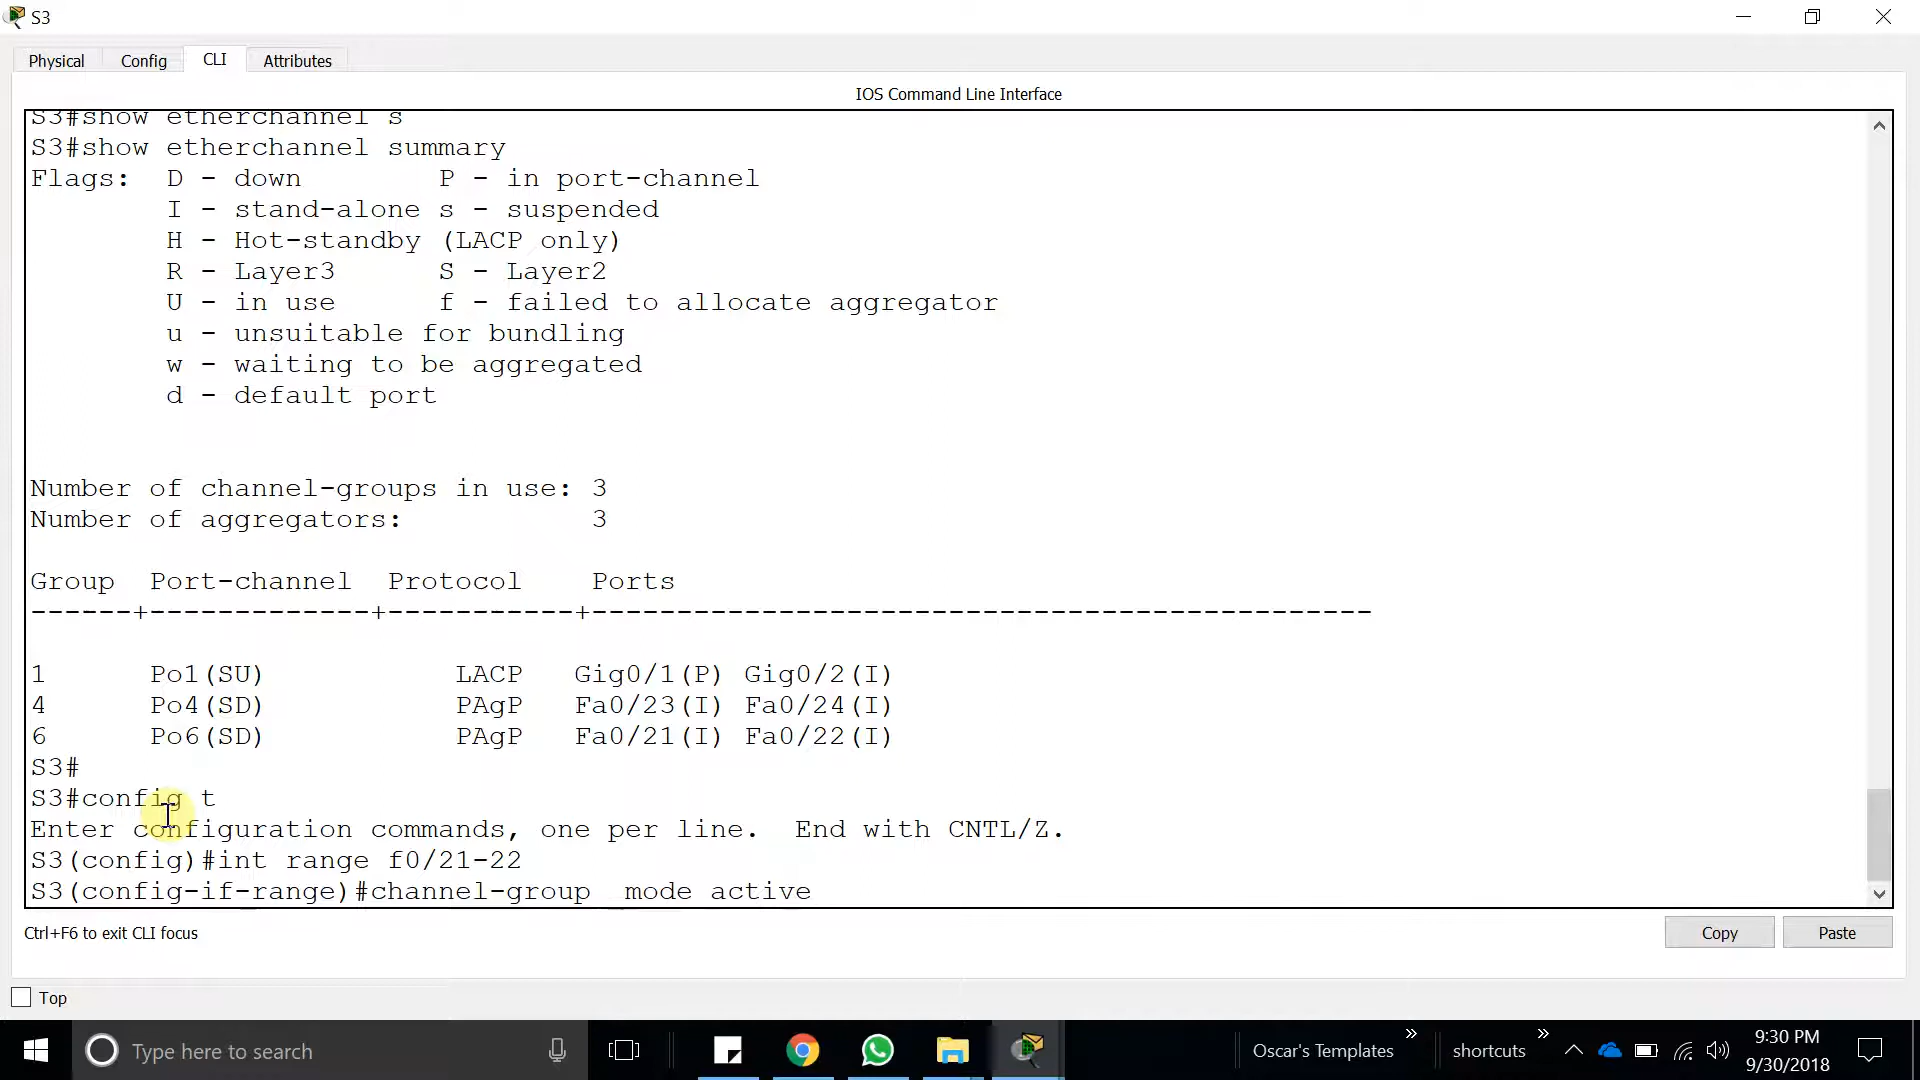 S3
Physical Config CLI Attributes
IOS Command Line Interface
S3#show etherchannel s
S3#show etherchannel summary
Flags:  D - down        P - in port-channel
        I - stand-alone s - suspended
        H - Hot-standby (LACP only)
        R - Layer3      S - Layer2
        U - in use      f - failed to allocate aggregator
        u - unsuitable for bundling
        w - waiting to be aggregated
        d - default port
Number of channel-groups in use: 3
Number of aggregators:           3
Group  Port-channel  Protocol    Ports
------+-------------+-----------+----------------------------------------------
1      Po1(SU)           LACP   Gig0/1(P) Gig0/2(I)
4      Po4(SD)           PAgP   Fa0/23(I) Fa0/24(I)
6      Po6(SD)           PAgP   Fa0/21(I) Fa0/22(I)
S3#
S3#config t
Enter configuration commands, one per line.  End with CNTL/Z.
S3(config)#int range f0/21-22
S3(config-if-range)#channel-group  mode active
Ctrl+F6 to exit CLI focus
Copy Paste
Top
Type here to search
Oscar's Templates » shortcuts »
9:30 PM
9/30/2018